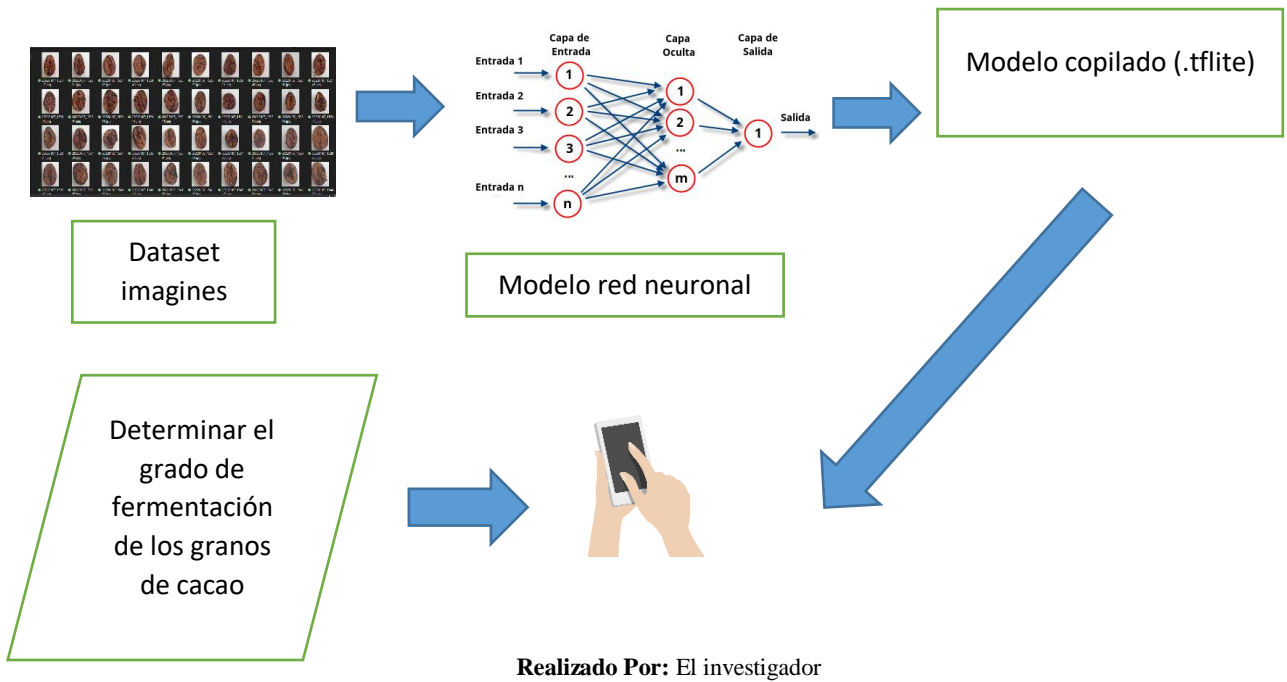 Capa de
Entrada
Capa
Oculta
Capa de
Salida
Entrada 1
Entrada 2
Entrada 3
...
Entrada n
1
2
3
...
n
1
2
...
m
1
Salida
Modelo copilado (.tflite)
Dataset
imagines
Modelo red neuronal
Determinar el
grado de
fermentación
de los granos
de cacao
Realizado Por: El investigador